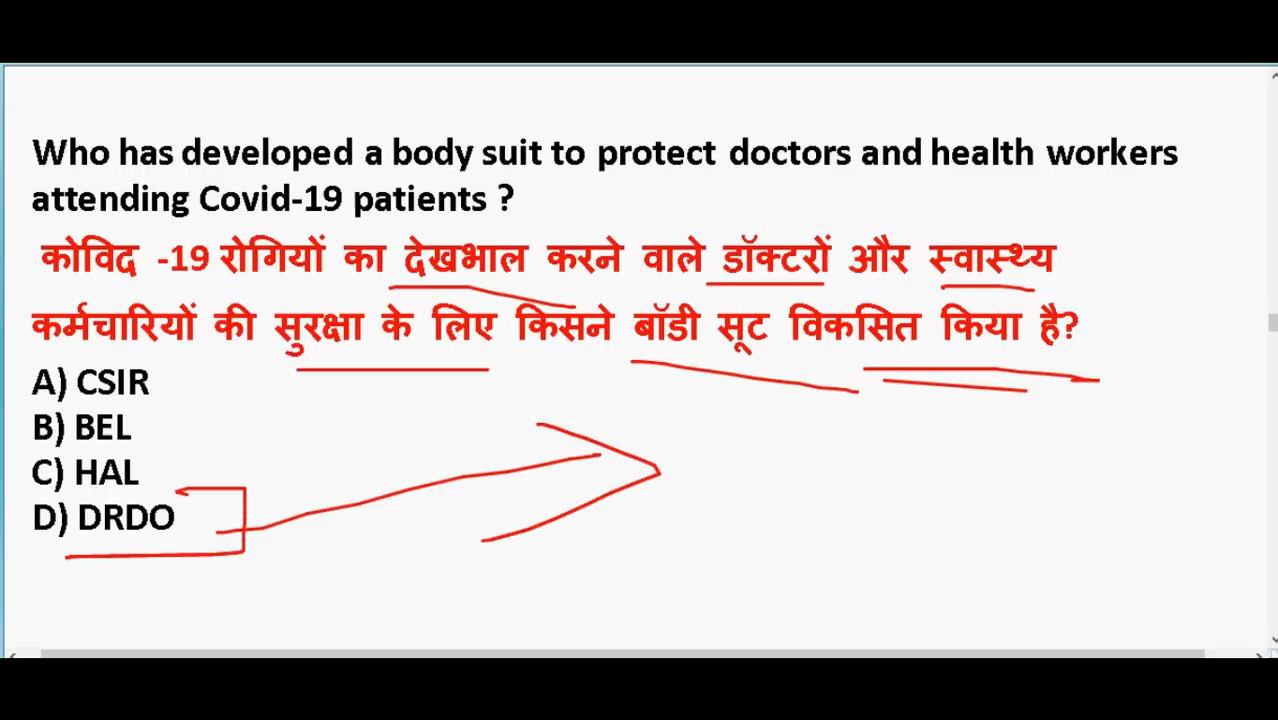 Who has developed a body suit to protect doctors and health workers
attending Covid-19 patients ?
कोविद -19 रोगियों का देखभाल करने वाले डॉक्टरों और स्वास्थ्य
कर्मचारियों की सुरक्षा के लिए किसने बॉडी सूट विकसित किया है?
A) CSIR
B) BEL
C) HAL
D) DRDO